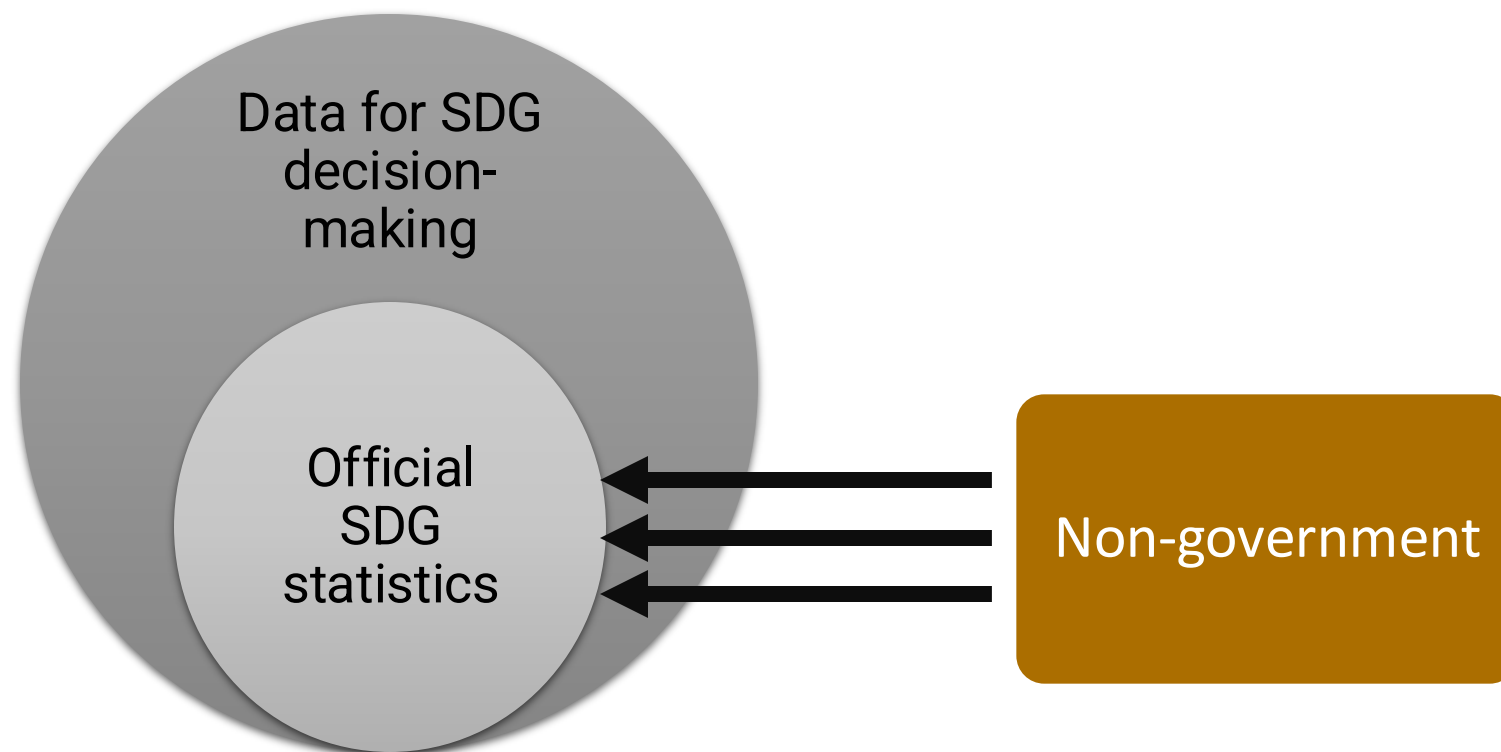 Data for SDG
decision-
making
Official
SDG
statistics
Non-government